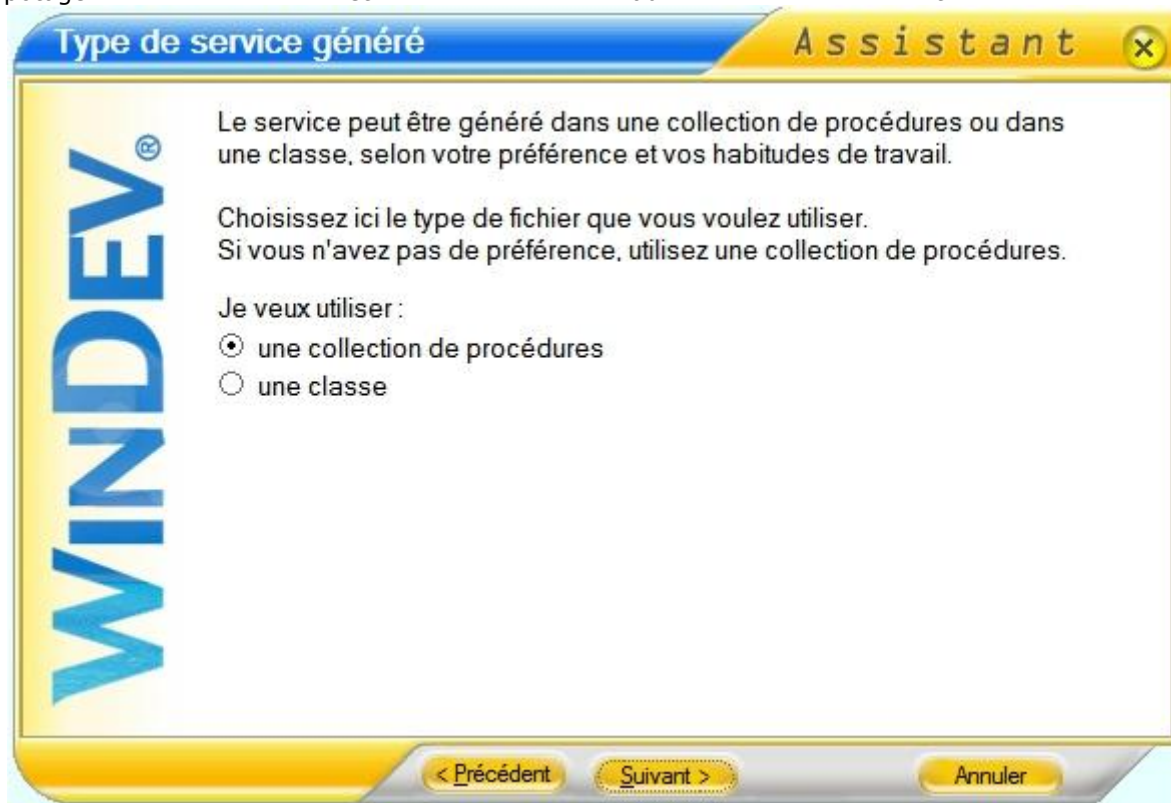 Type de service généré
Assistant
WINDEV®
Le service peut être généré dans une collection de procédures ou dans
une classe, selon votre préférence et vos habitudes de travail.
Choisissez ici le type de fichier que vous voulez utiliser.
Si vous n'avez pas de préférence, utilisez une collection de procédures.
Je veux utiliser :
une collection de procédures
une classe
< Précédent
Suivant >
Annuler